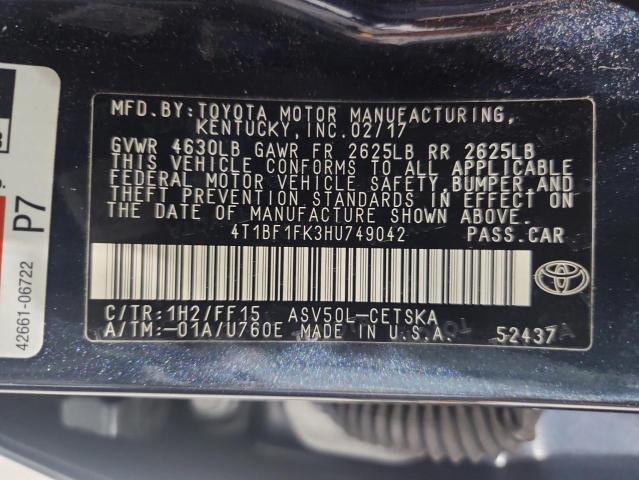 MFD.BY: TOYOTA MOTOR MANUFACTURING,
KENTUCKY, INC. 02/17
GVWR 4630LB GAWR FR 2625LB RR 2625LB
THIS VEHICLE CONFORMS TO ALL APPLICABLE
FEDERAL MOTOR VEHICLE SAFETY, BUMPER, AND
THEFT PREVENTION STANDARDS IN EFFECT ON
THE DATE OF MANUFACTURE SHOWN ABOVE.
4T1BF1FK3HU749042 PASS.CAR
C/TR: 1H2/FF15 ASV50L-CETSKA
A/TM:-01A/U760E MADE IN U.S.A. 52437
P7
42661-06722